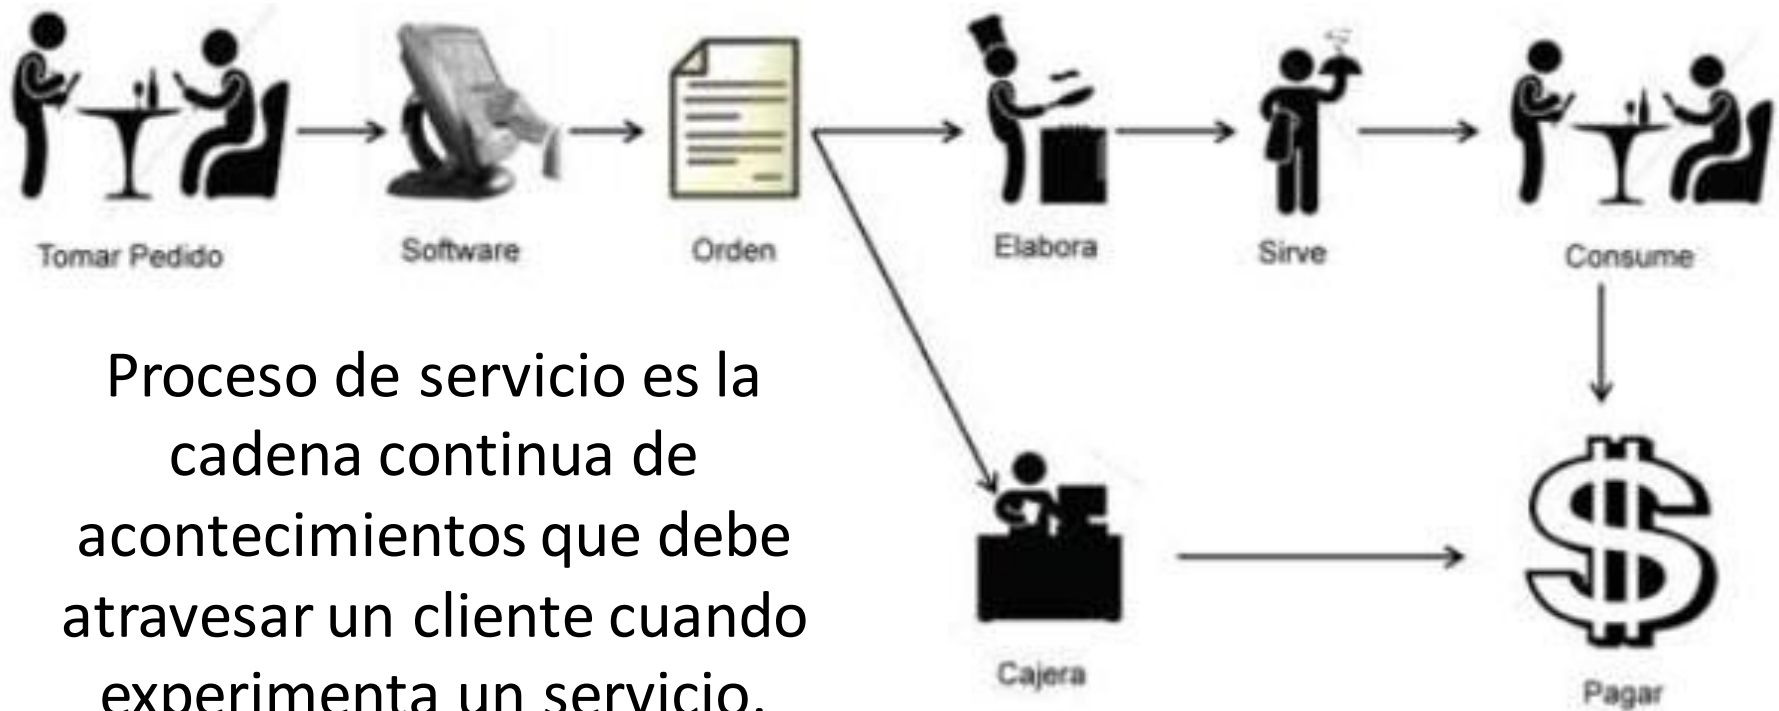 Tomar Pedido
Software
Orden
Elabora
Sirve
Consume
Proceso de servicio es la
cadena continua de
acontecimientos que debe
atravesar un cliente cuando
experimenta un servicio.
Cajera
Pagar